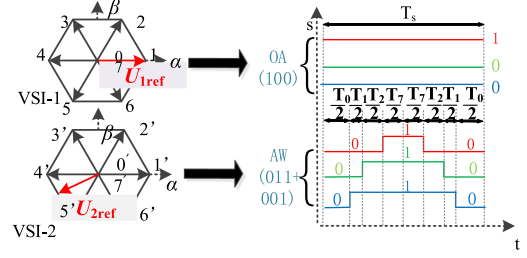 3 β 2
4 0 1 α
7
U1ref
VSI-1
5 6
β
3' 2'
4' 0' 1'
7' α
5' U2ref 6'
VSI-2
s
Ts
OA
(100)
1
0
0
T0/2 T1/2 T2/2 T7/2 T7/2 T2/2 T1/2 T0/2
AW
(011+
001)
0 1 0
0 1 0
0 1 0
t